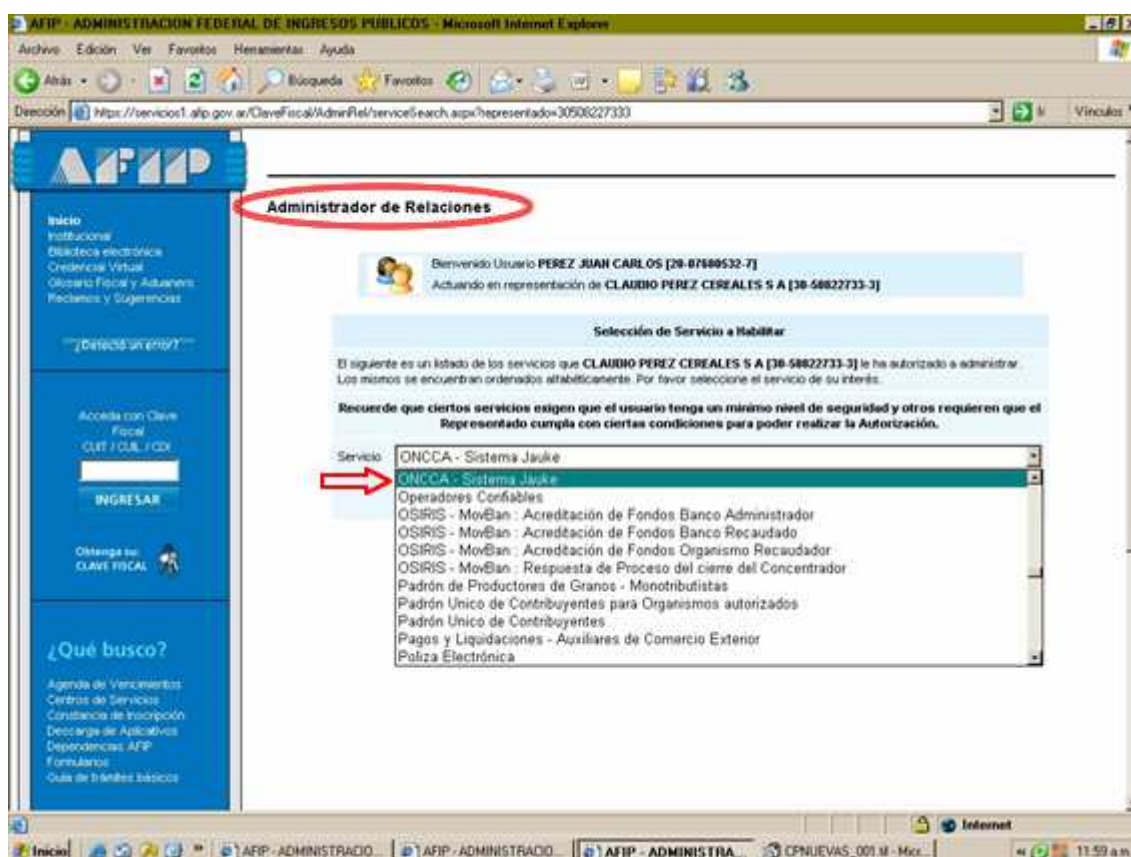 AFIP - ADMINISTRACION FEDERAL DE INGRESOS PUBLICOS - Microsoft Internet Explorer
Archivo Edición Ver Favoritos Herramientas Ayuda
Atrás Búsqueda Favoritos
Dirección https://servicios1.afip.gov.ar/ClaveFiscal/AdminRel/serviceSearch.aspx?representado=30508227333 Ir Vínculos
AFIP
Administrador de Relaciones
Inicio
Institucional
Biblioteca electrónica
Credencial Virtual
Glosario Fiscal y Aduanero
Reclamos y Sugerencias
¿Detectó un error?
Acceda con Clave
Fiscal
CUIT / CUIL / CDI
INGRESAR
Obtenga su:
CLAVE FISCAL
¿Qué busco?
Agenda de Vencimientos
Centros de Servicios
Constancia de Inscripción
Descarga de Aplicativos
Dependencias AFIP
Formularios
Guía de trámites básicos
Bienvenido Usuario PEREZ JUAN CARLOS [20-07680532-7]
Actuando en representación de CLAUDIO PEREZ CEREALES S A [30-50822733-3]
Selección de Servicio a Habilitar
El siguiente es un listado de los servicios que CLAUDIO PEREZ CEREALES S A [30-50822733-3] le ha autorizado a administrar.
Los mismos se encuentran ordenados alfabéticamente. Por favor seleccione el servicio de su interés.
Recuerde que ciertos servicios exigen que el usuario tenga un mínimo nivel de seguridad y otros requieren que el
Representado cumpla con ciertas condiciones para poder realizar la Autorización.
Servicio ONCCA - Sistema Jauke
ONCCA - Sistema Jauke
Operadores Confiables
OSIRIS - MovBan : Acreditación de Fondos Banco Administrador
OSIRIS - MovBan : Acreditación de Fondos Banco Recaudado
OSIRIS - MovBan : Acreditación de Fondos Organismo Recaudador
OSIRIS - MovBan : Respuesta de Proceso del cierre del Concentrador
Padrón de Productores de Granos - Monotributistas
Padrón Unico de Contribuyentes para Organismos autorizados
Padrón Unico de Contribuyentes
Pagos y Liquidaciones - Auxiliares de Comercio Exterior
Poliza Electrónica
Internet
Inicio AFIP - ADMINISTRACIO... AFIP - ADMINISTRACIO... AFIP - ADMINISTRA... CPNUEVAS_001.tif - Micr... 11:59 a.m.